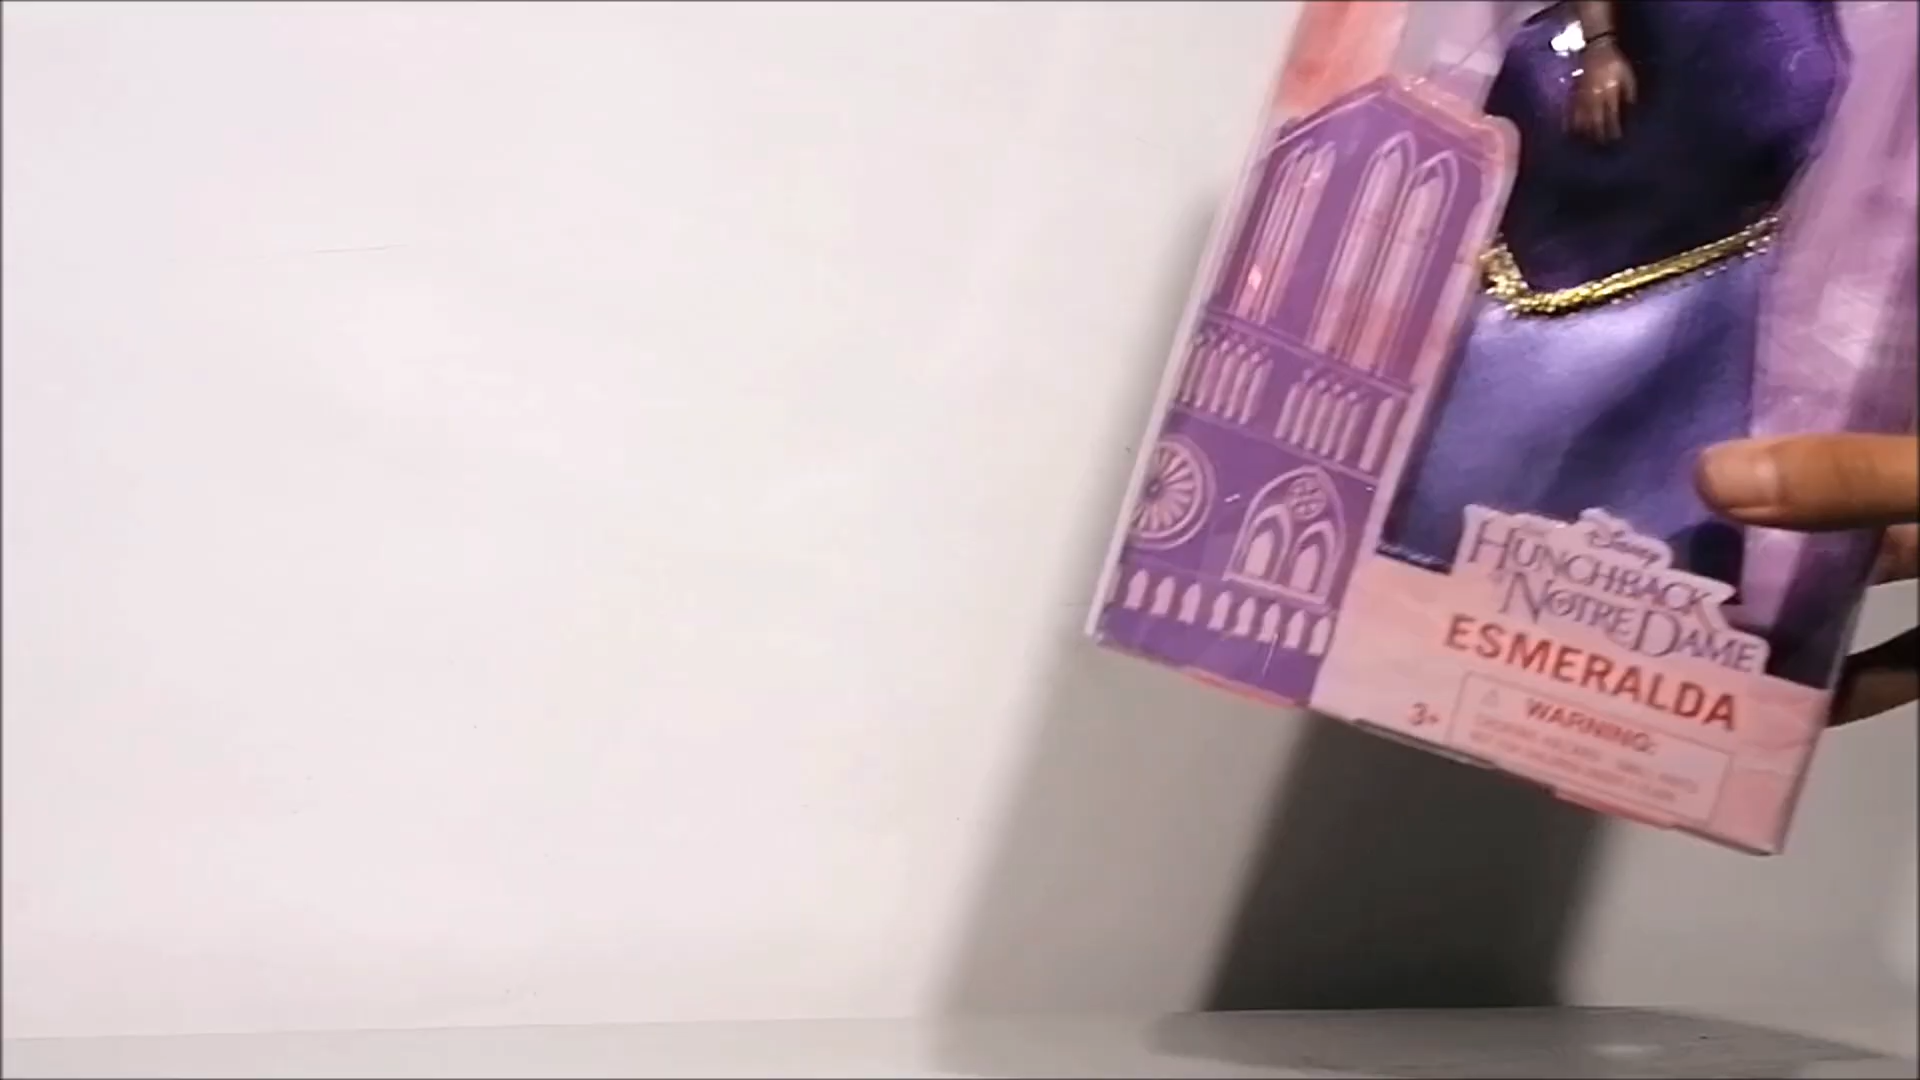 Disney
HUNCHBACK
NOTRE DAME
ESMERALDA
3+
WARNING: